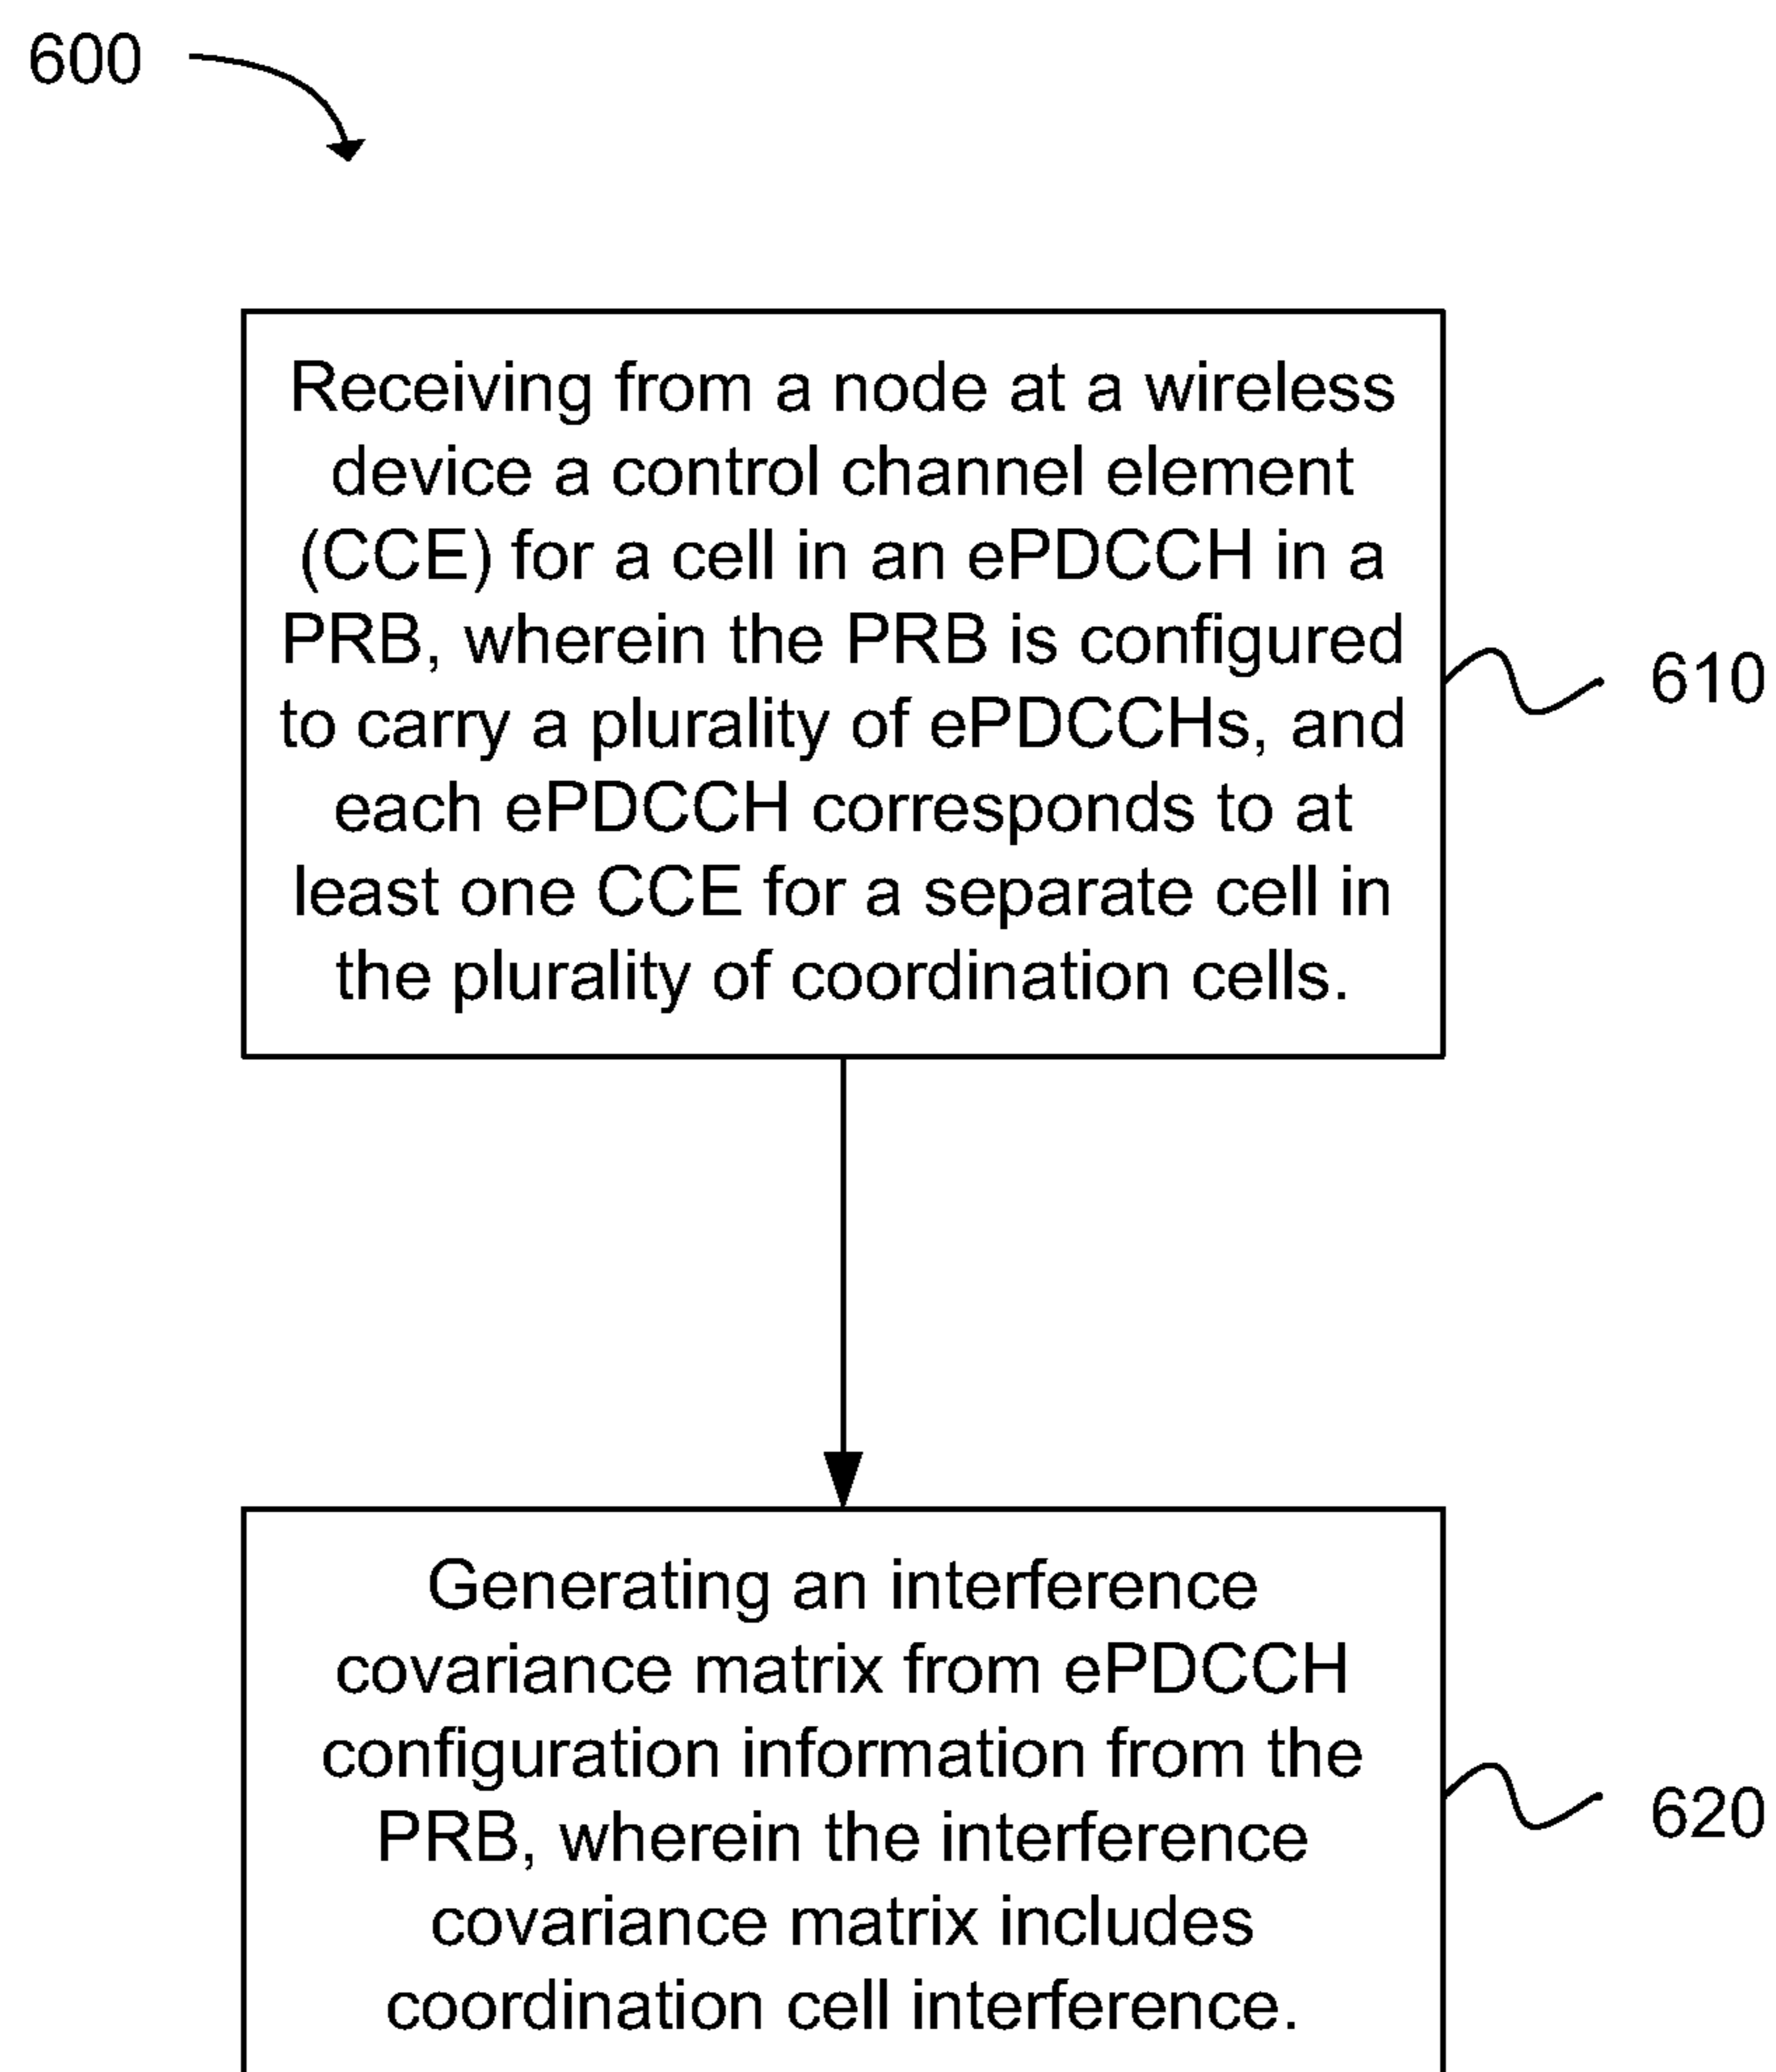 600
Receiving from a node at a wireless
device a control channel element
(CCE) for a cell in an ePDCCH in a
PRB, wherein the PRB is configured
to carry a plurality of ePDCCHs, and
each ePDCCH corresponds to at
least one CCE for a separate cell in
the plurality of coordination cells.
610
Generating an interference
covariance matrix from ePDCCH
configuration information from the
PRB, wherein the interference
covariance matrix includes
coordination cell interference.
620